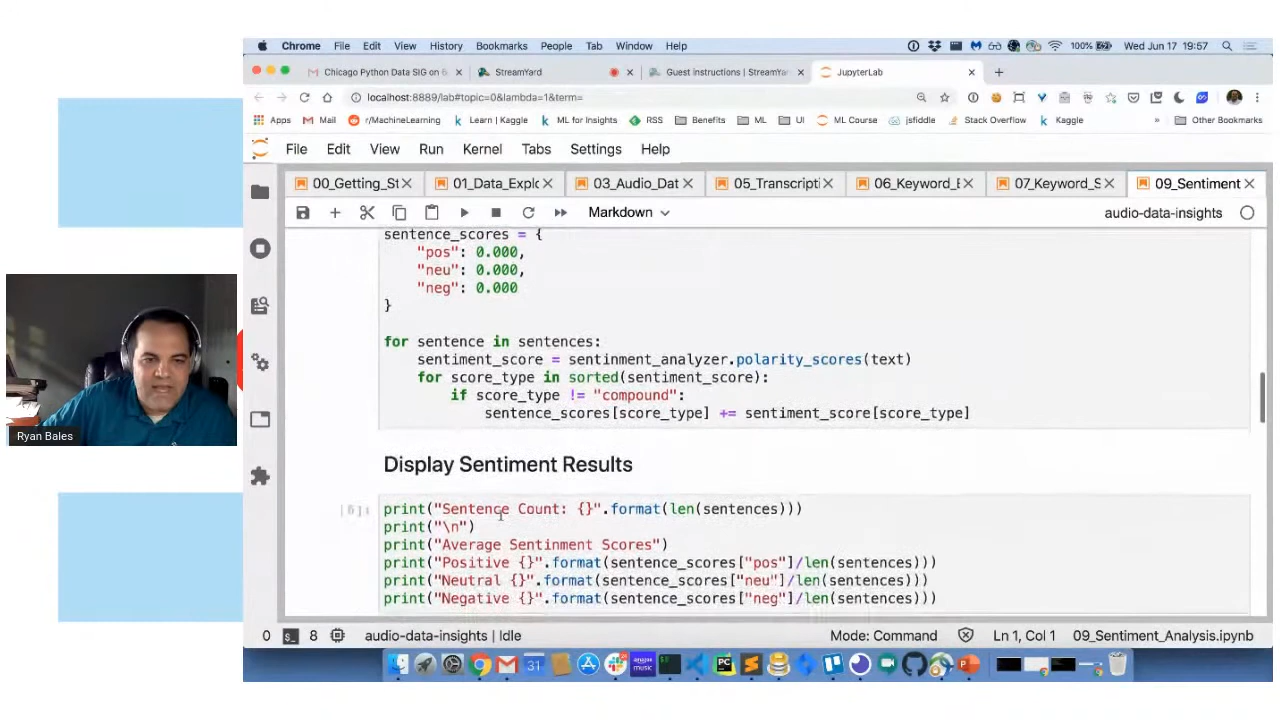 Chrome File Edit View History Bookmarks People Tab Window Help 100% Wed Jun 17 19:57
Chicago Python Data SIG on 6 StreamYard Guest Instructions | StreamYar JupyterLab
localhost:8889/lab#topic=0&lambda=1&term=
Apps Mail r/MachineLearning Learn | Kaggle ML for Insights RSS Benefits ML UI ML Course jsfiddle Stack Overflow Kaggle » Other Bookmarks
File Edit View Run Kernel Tabs Settings Help
00_Getting_St 01_Data_Explo 03_Audio_Dat 05_Transcripti 06_Keyword_E 07_Keyword_S 09_Sentiment
Markdown audio-data-insights
sentence_scores = {
"pos": 0.000,
"neu": 0.000,
"neg": 0.000
}
for sentence in sentences:
sentiment_score = sentinment_analyzer.polarity_scores(text)
for score_type in sorted(sentiment_score):
if score_type != "compound":
sentence_scores[score_type] += sentiment_score[score_type]
Display Sentiment Results
print("Sentence Count: {}".format(len(sentences)))
print("\n")
print("Average Sentinment Scores")
print("Positive {}".format(sentence_scores["pos"]/len(sentences)))
print("Neutral {}".format(sentence_scores["neu"]/len(sentences)))
print("Negative {}".format(sentence_scores["neg"]/len(sentences)))
0 8 audio-data-insights | Idle Mode: Command Ln 1, Col 1 09_Sentiment_Analysis.ipynb
Ryan Bales